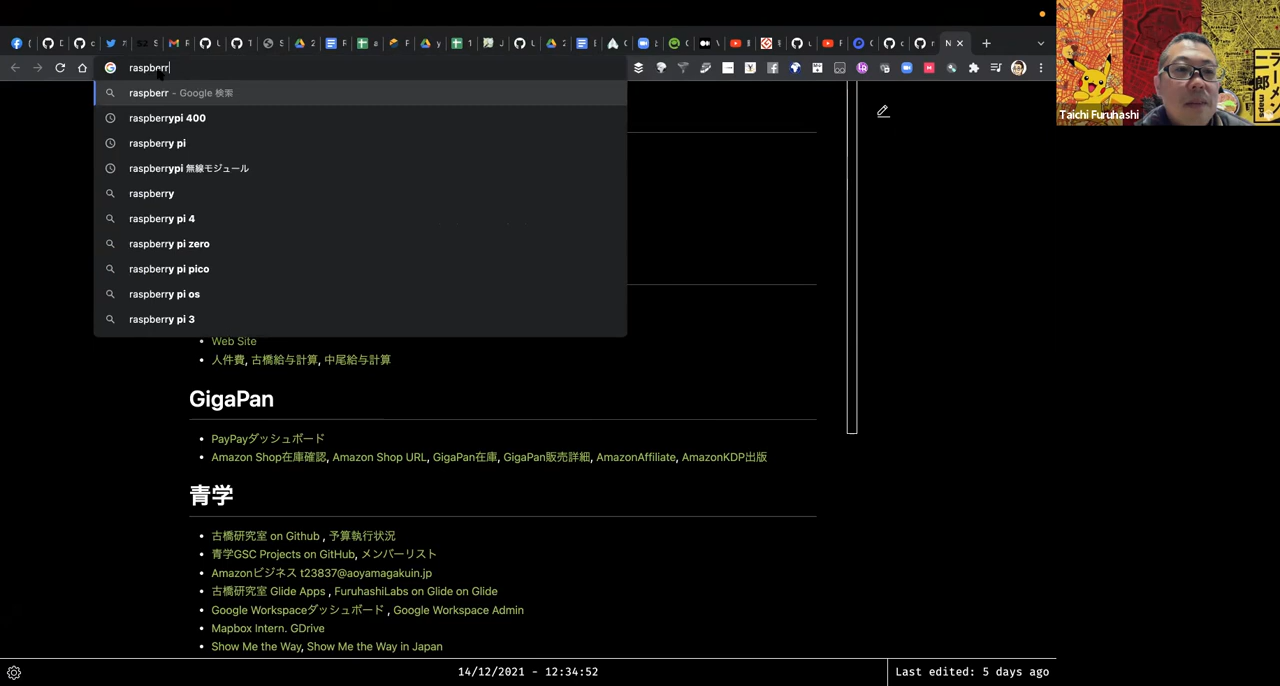 raspberr
raspberr - Google 検索
raspberrypi 400
raspberry pi
raspberrypi 無線モジュール
raspberry
raspberry pi 4
raspberry pi zero
raspberry pi pico
raspberry pi os
raspberry pi 3
Taichi Furuhashi
Web Site
人件費, 古橋給与計算, 中尾給与計算
GigaPan
PayPayダッシュボード
Amazon Shop在庫確認, Amazon Shop URL, GigaPan在庫, GigaPan販売詳細, AmazonAffiliate, AmazonKDP出版
青学
古橋研究室 on Github , 予算執行状況
青学GSC Projects on GitHub, メンバーリスト
Amazonビジネス t23837@aoyamagakuin.jp
古橋研究室 Glide Apps , FuruhashiLabs on Glide on Glide
Google Workspaceダッシュボード , Google Workspace Admin
Mapbox Intern. GDrive
Show Me the Way, Show Me the Way in Japan
14/12/2021 - 12:34:52
Last edited: 5 days ago